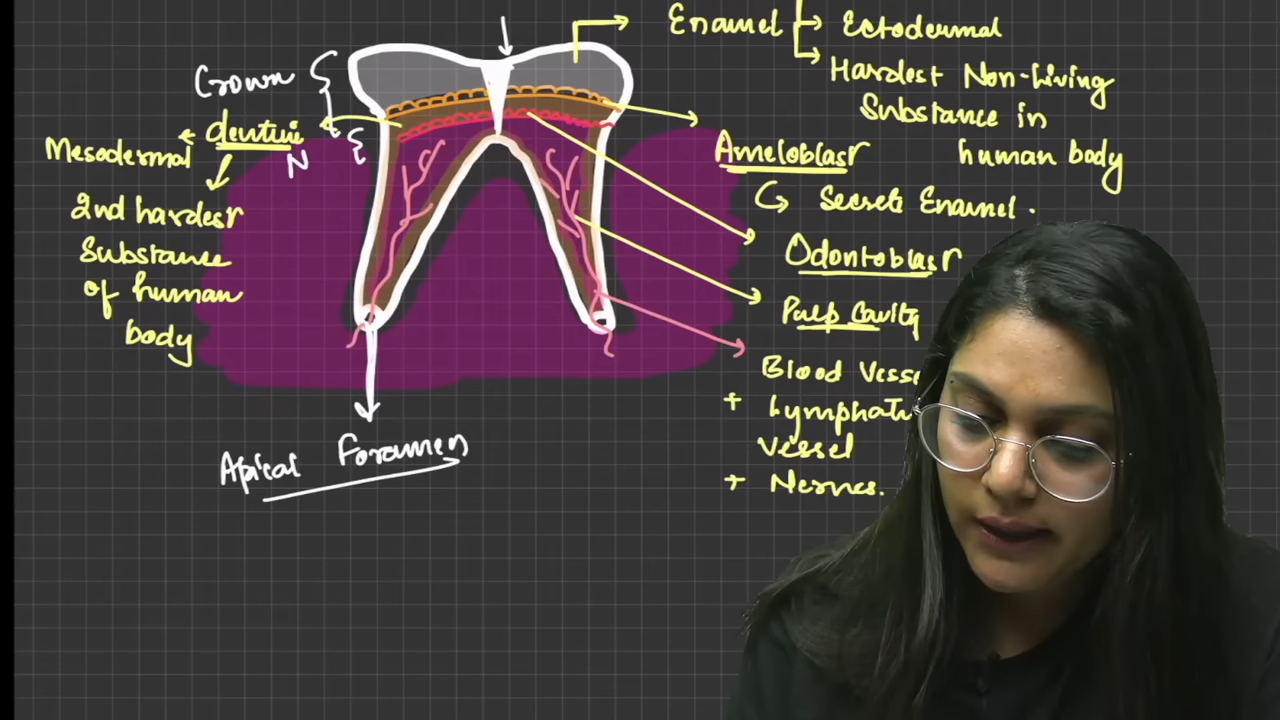 Enamel
Ectodermal
Hardest Non-living
Substance in
human body
Crown
dentine
Mesodermal
N
2nd hardest
Substance
of human
body
Ameloblast
Secrete Enamel.
Odontoblast
Pulp Cavity
Blood Vesse
+ Lymphat
Vessel
+ Nerves.
Apical Foramen